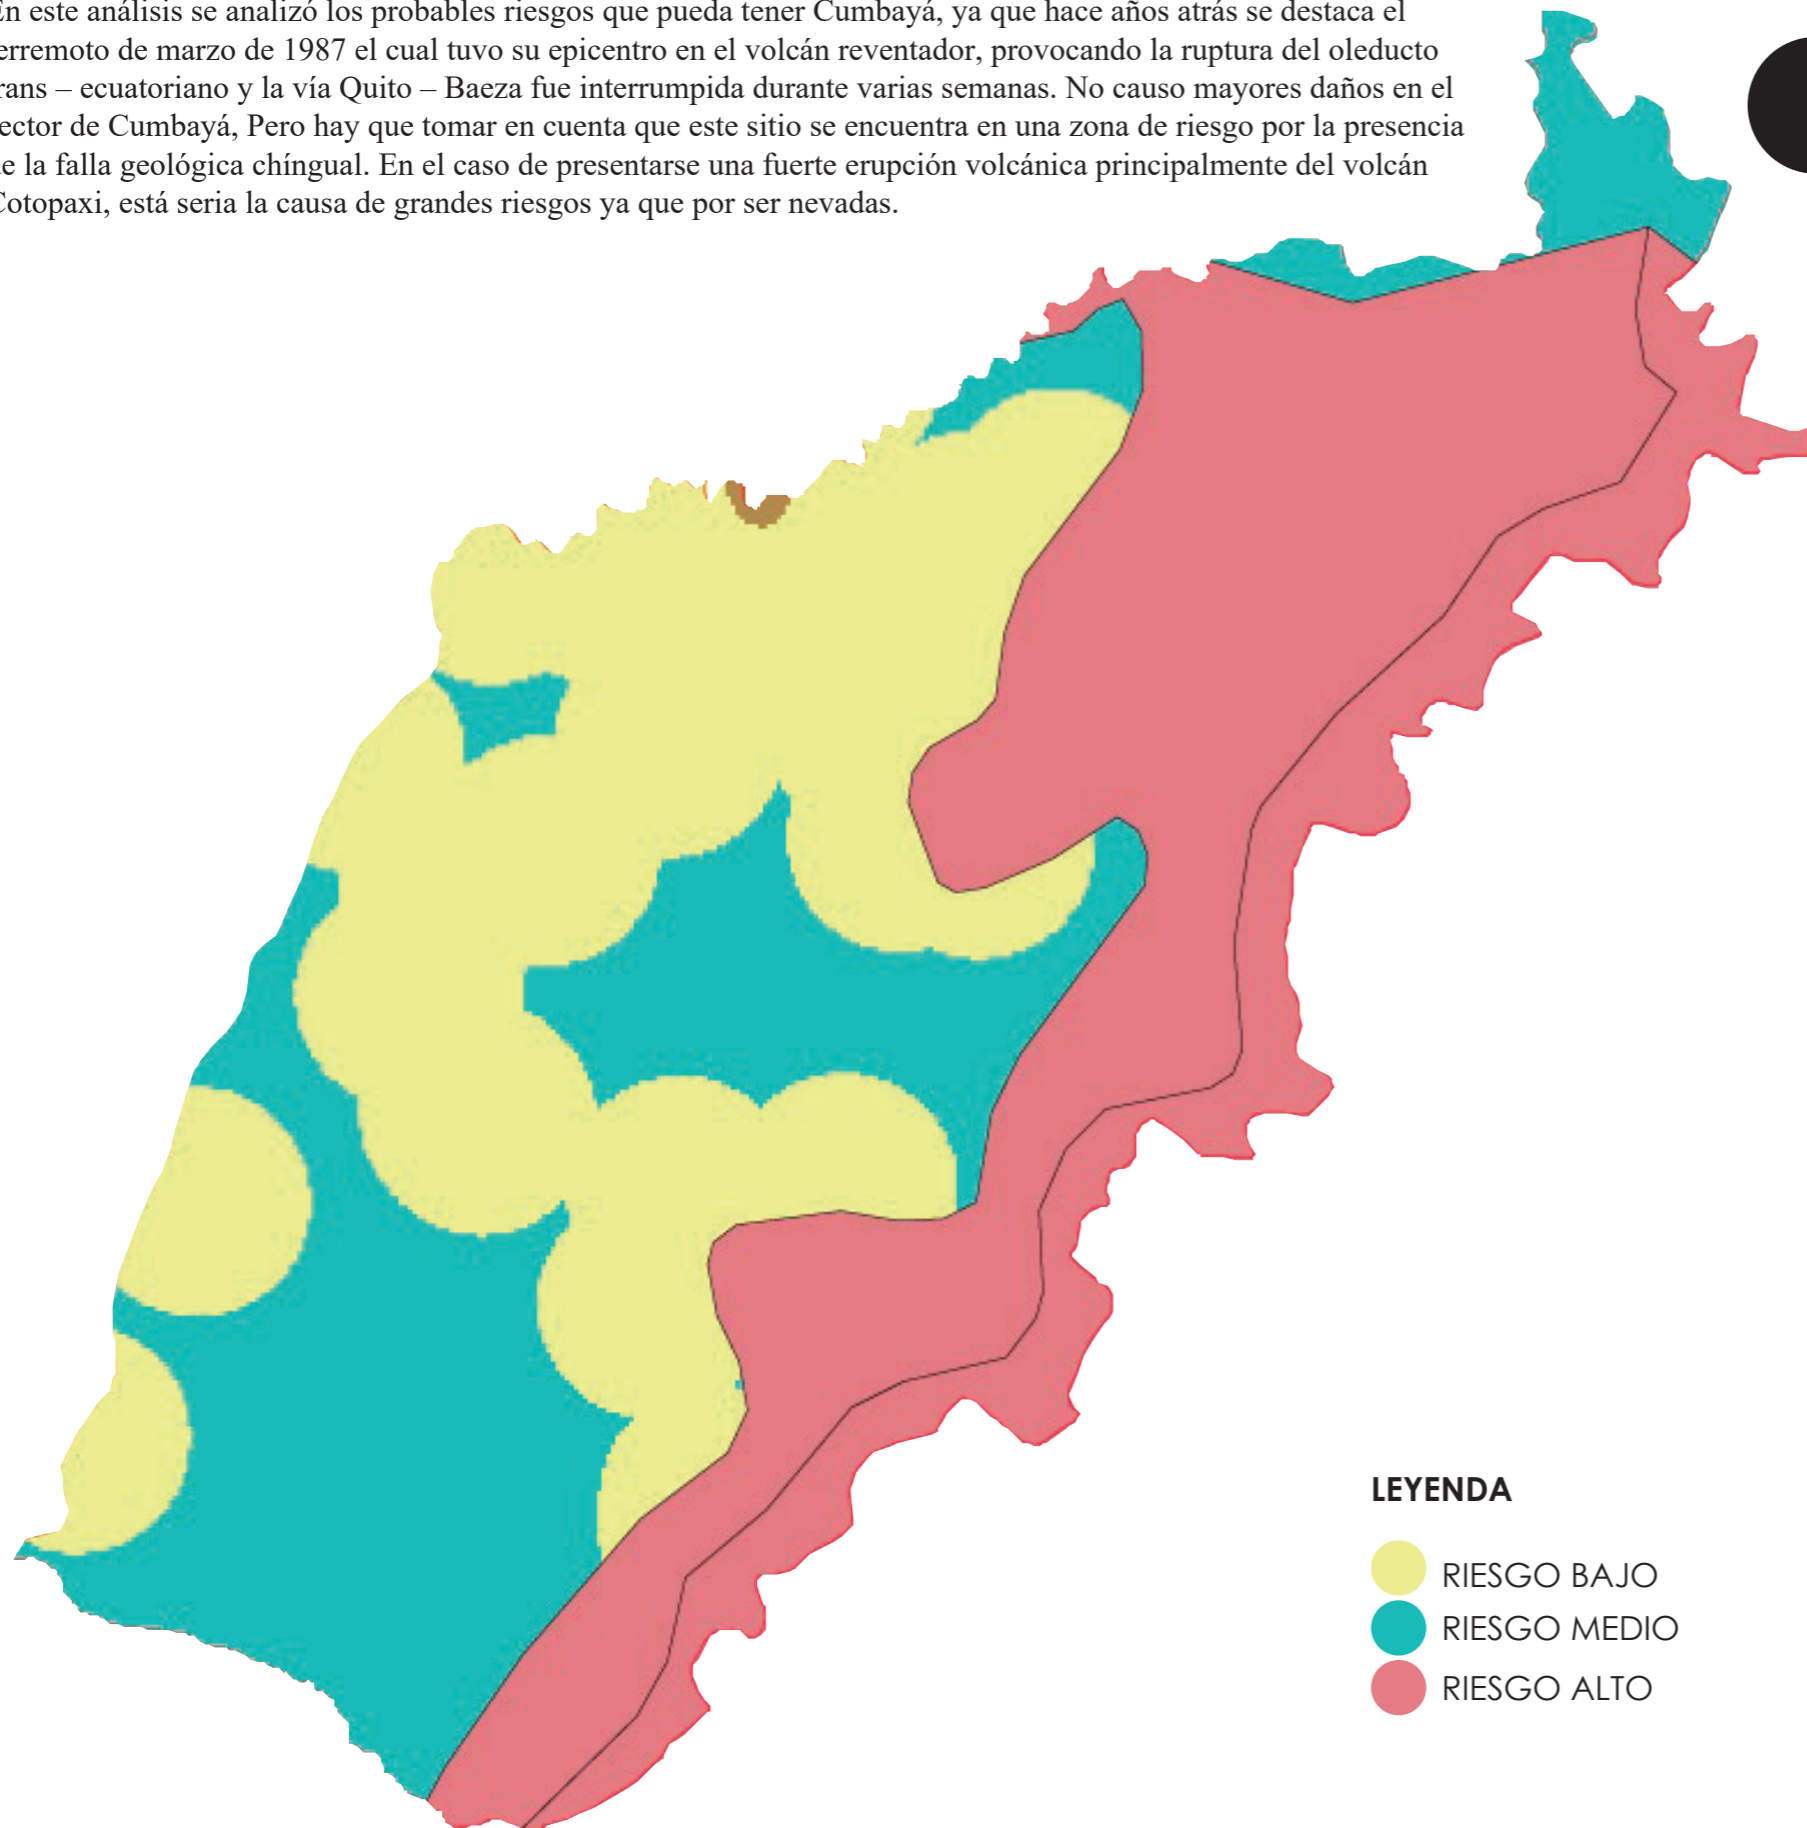 En este análisis se analizó los probables riesgos que pueda tener Cumbayá, ya que hace años atrás se destaca el
erremoto de marzo de 1987 el cual tuvo su epicentro en el volcán reventador, provocando la ruptura del oleducto
rans – ecuatoriano y la vía Quito – Baeza fue interrumpida durante varias semanas. No causo mayores daños en el
ector de Cumbayá, Pero hay que tomar en cuenta que este sitio se encuentra en una zona de riesgo por la presencia
e la falla geológica chíngual. En el caso de presentarse una fuerte erupción volcánica principalmente del volcán
Cotopaxi, está seria la causa de grandes riesgos ya que por ser nevadas.
LEYENDA
RIESGO BAJO
RIESGO MEDIO
RIESGO ALTO